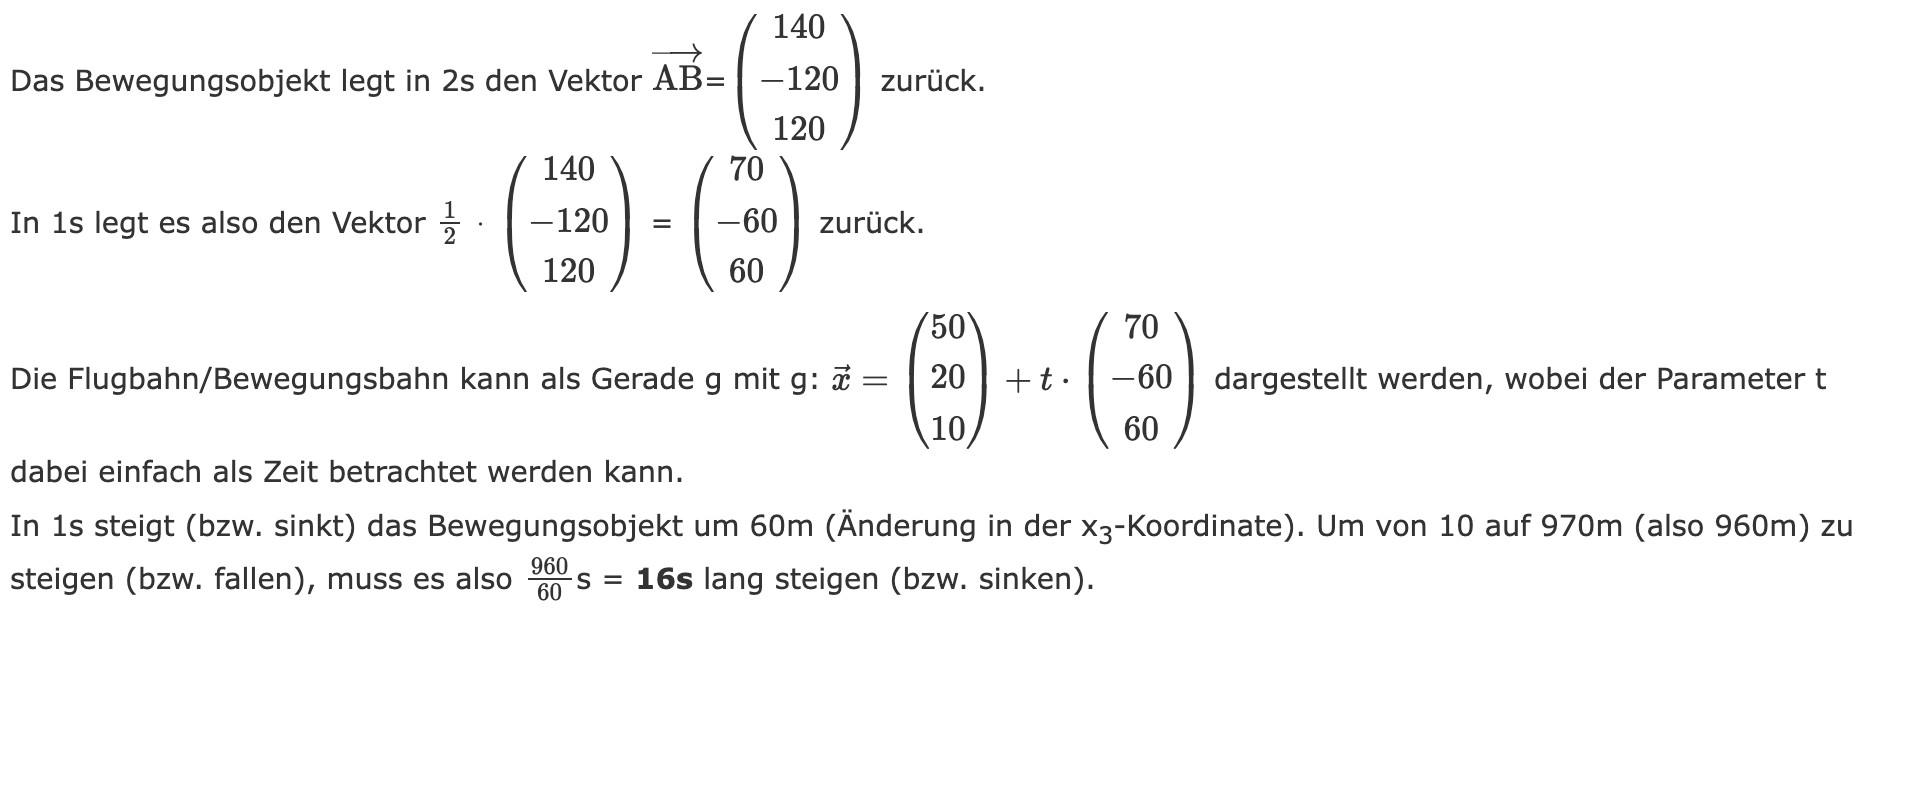 Das Bewegungsobjekt legt in 2s den Vektor $\overrightarrow{AB}$= $\begin{pmatrix} 140 \\ -120 \\ 120 \end{pmatrix}$ zurück.
In 1s legt es also den Vektor $\frac{1}{2}$ · $\begin{pmatrix} 140 \\ -120 \\ 120 \end{pmatrix}$ = $\begin{pmatrix} 70 \\ -60 \\ 60 \end{pmatrix}$ zurück.
Die Flugbahn/Bewegungsbahn kann als Gerade g mit g: $\vec{x} = \begin{pmatrix} 50 \\ 20 \\ 10 \end{pmatrix} + t \cdot \begin{pmatrix} 70 \\ -60 \\ 60 \end{pmatrix}$ dargestellt werden, wobei der Parameter t
dabei einfach als Zeit betrachtet werden kann.
In 1s steigt (bzw. sinkt) das Bewegungsobjekt um 60m (Änderung in der x₃-Koordinate). Um von 10 auf 970m (also 960m) zu
steigen (bzw. fallen), muss es also $\frac{960}{60}$s = 16s lang steigen (bzw. sinken).